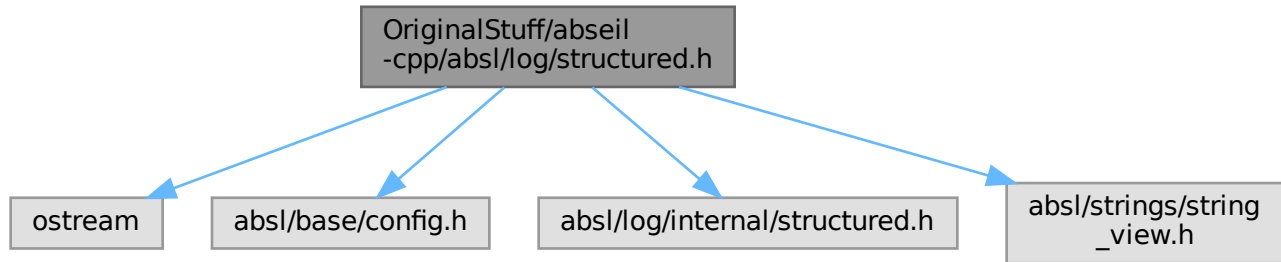 OriginalStuff/abseil
-cpp/absl/log/structured.h
ostream
absl/base/config.h
absl/log/internal/structured.h
absl/strings/string
_view.h